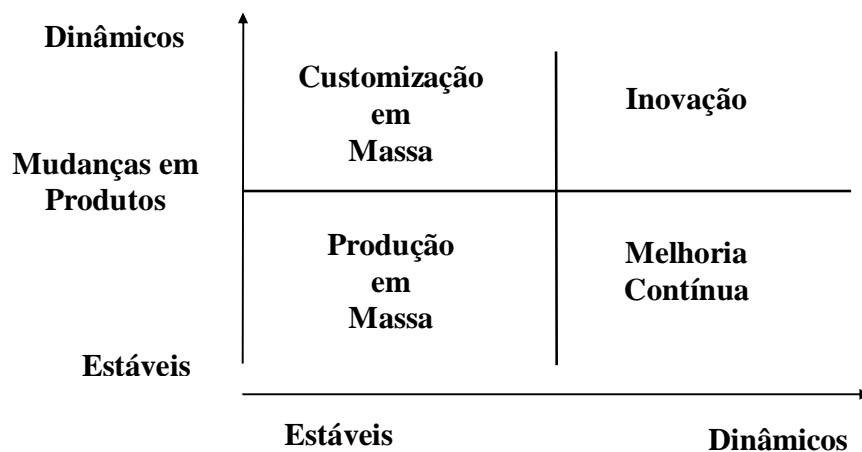 Dinâmicos
Customização
em
Massa
Inovação
Mudanças em
Produtos
Produção
em
Massa
Melhoria
Contínua
Estáveis
Estáveis
Dinâmicos